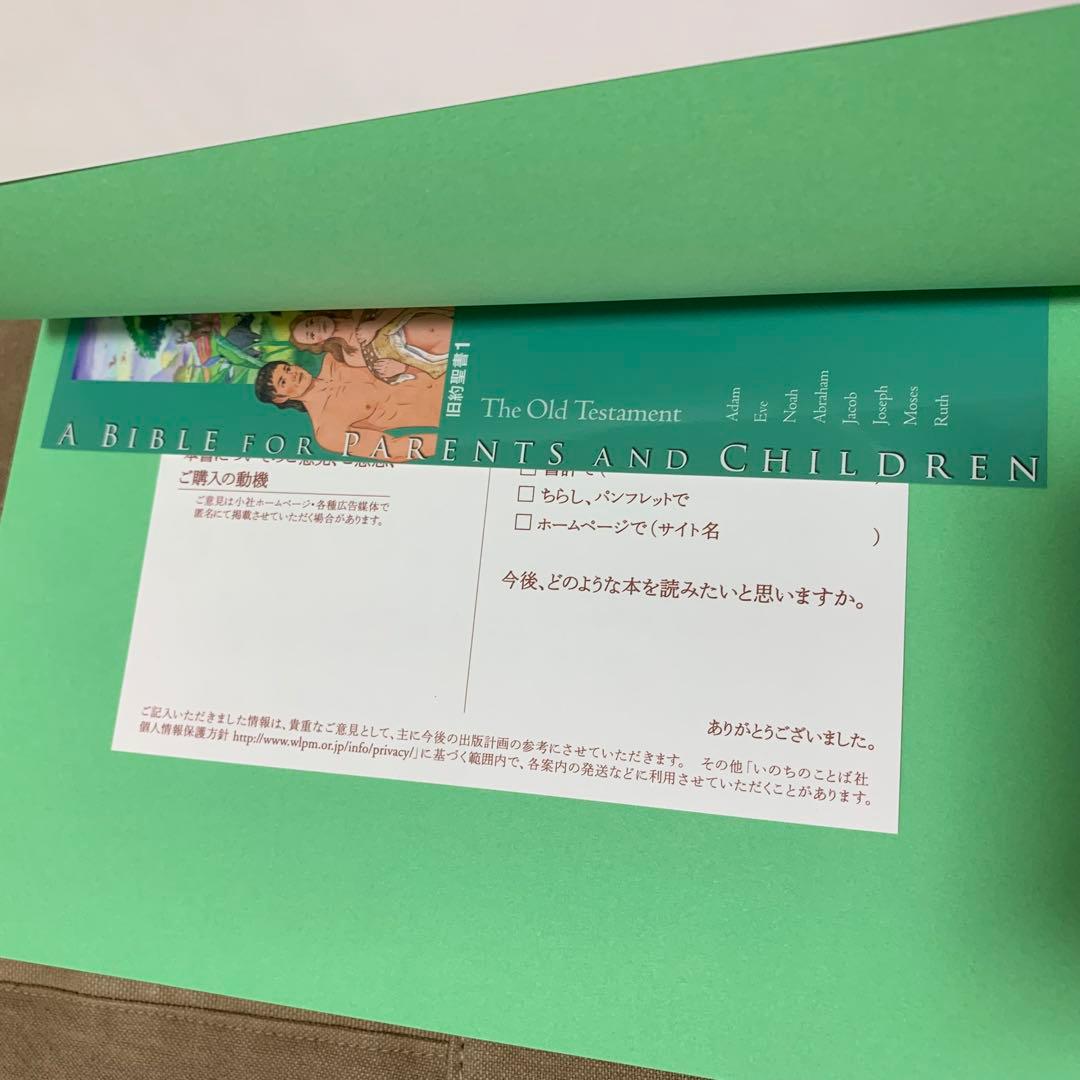 旧約聖書1
The Old Testament
Adam
Eve
Noah
Abraham
Jacob
Joseph
Moses
Ruth
A BIBLE FOR PARENTS AND CHILDREN
ご購入の動機
ご意見は小社ホームページ・各種広告媒体で
匿名にて掲載させていただく場合があります。
□ ちらし、パンフレットで
□ ホームページで(サイト名 )
今後、どのような本を読みたいと思いますか。
ありがとうございました。
ご記入いただきました情報は、貴重なご意見として、主に今後の出版計画の参考にさせていただきます。 その他「いのちのことば社
個人情報保護方針 http://www.wlpm.or.jp/info/privacy/」に基づく範囲内で、各案内の発送などに利用させていただくことがあります。